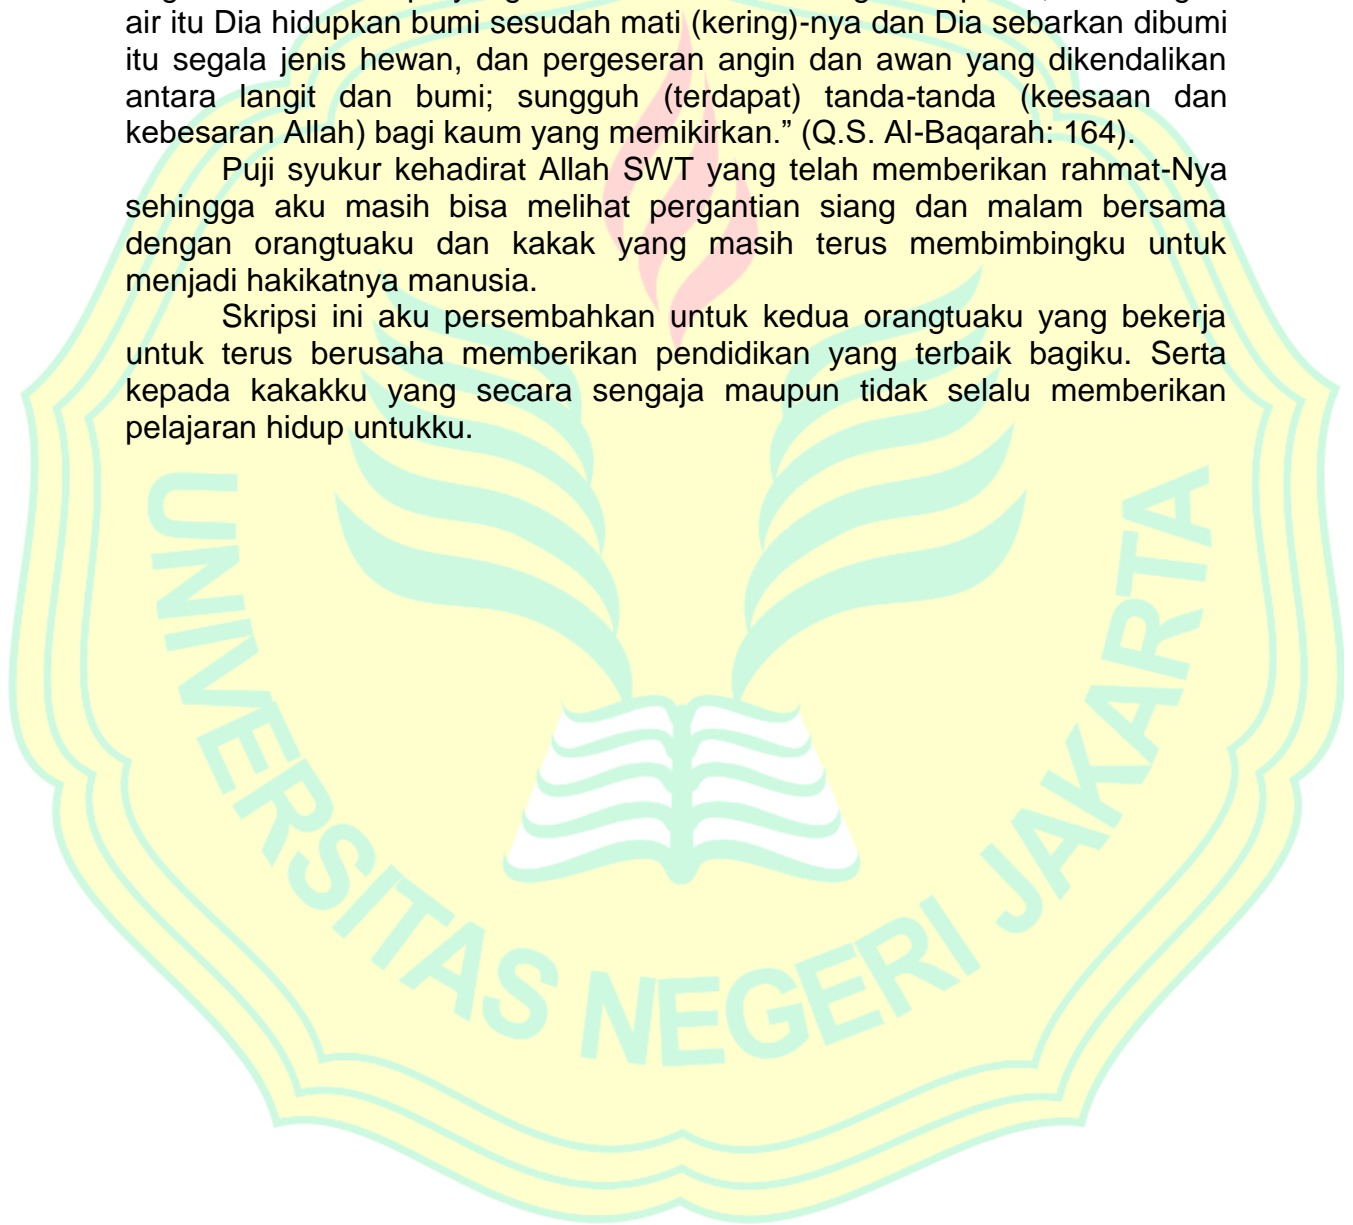 air itu Dia hidupkan bumi sesudah mati (kering)-nya dan Dia sebarkan dibumi
itu segala jenis hewan, dan pergeseran angin dan awan yang dikendalikan
antara langit dan bumi; sungguh (terdapat) tanda-tanda (keesaan dan
kebesaran Allah) bagi kaum yang memikirkan.” (Q.S. Al-Baqarah: 164).
Puji syukur kehadirat Allah SWT yang telah memberikan rahmat-Nya
sehingga aku masih bisa melihat pergantian siang dan malam bersama
dengan orangtuaku dan kakak yang masih terus membimbingku untuk
menjadi hakikatnya manusia.
Skripsi ini aku persembahkan untuk kedua orangtuaku yang bekerja
untuk terus berusaha memberikan pendidikan yang terbaik bagiku. Serta
kepada kakakku yang secara sengaja maupun tidak selalu memberikan
pelajaran hidup untukku.
UNIVERSITAS NEGERI JAKARTA